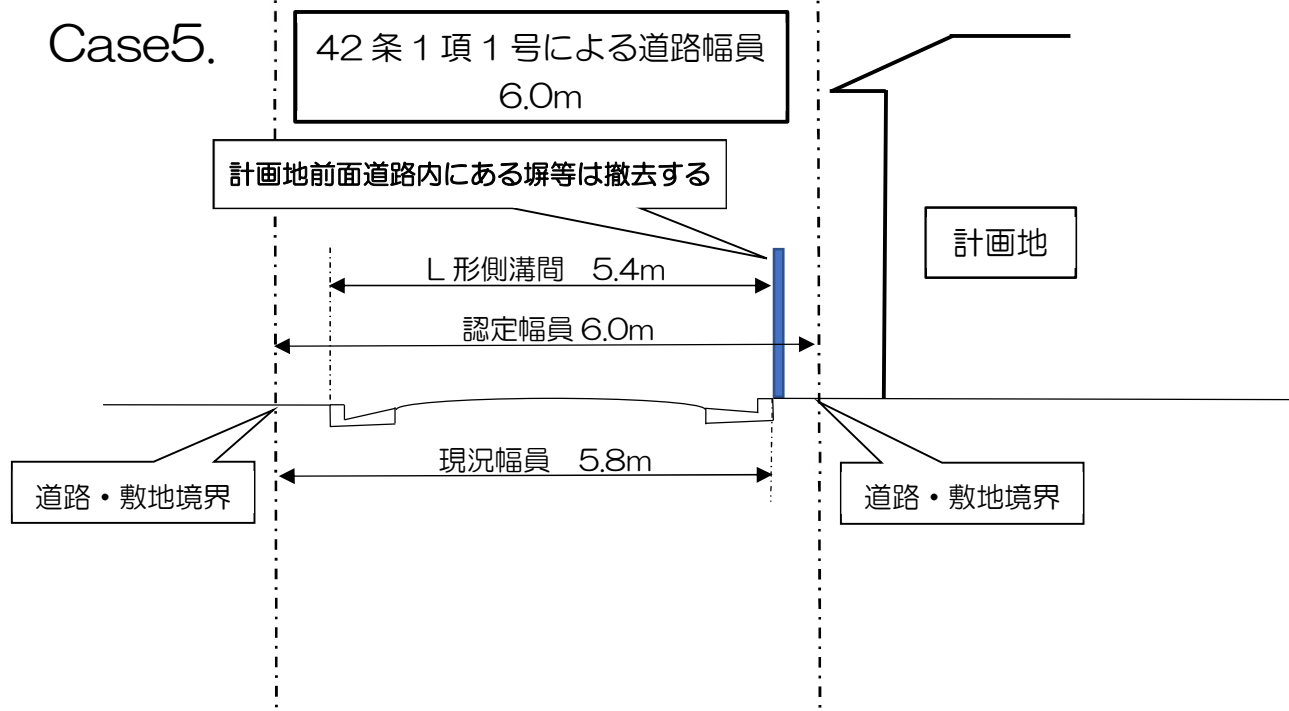 Case5.
42条1項1号による道路幅員
6.0m
計画地前面道路内にある塀等は撤去する
計画地
L形側溝間 5.4m
認定幅員6.0m
現況幅員 5.8m
道路・敷地境界
道路・敷地境界